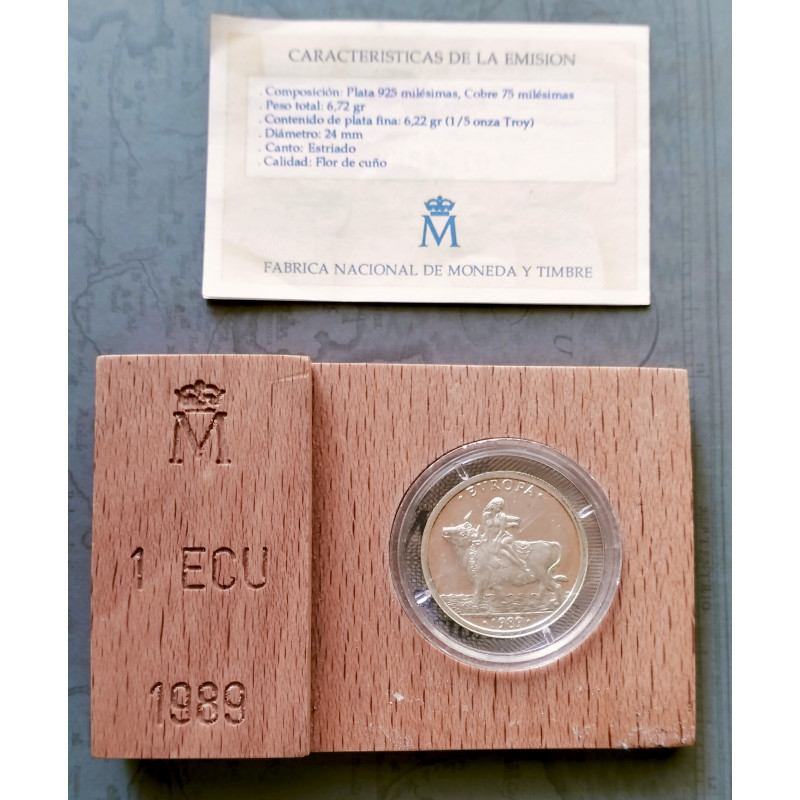 CARACTERISTICAS DE LA EMISION
. Composición: Plata 925 milésimas, Cobre 75 milésimas
. Peso total: 6,72 gr
. Contenido de plata fina: 6,22 gr (1/5 onza Troy)
. Diámetro: 24 mm
. Canto: Estriado
. Calidad: Flor de cuño
M
FABRICA NACIONAL DE MONEDA Y TIMBRE
M
1 ECU
1989
· EVROPA ·
· 1989 ·